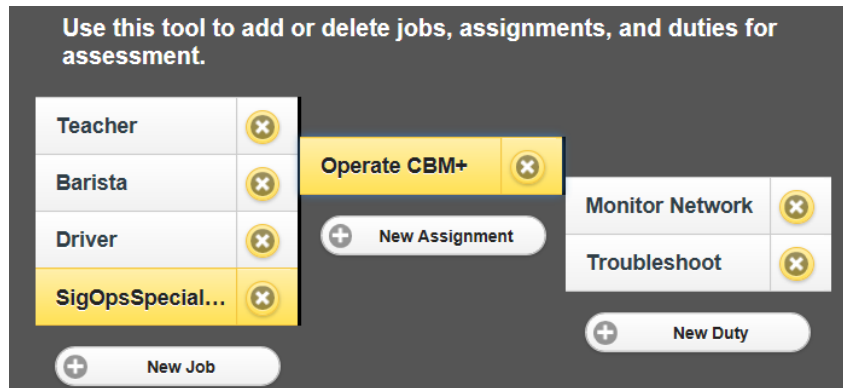 Use this tool to add or delete jobs, assignments, and duties for
assessment.
Teacher
Barista
Driver
SigOpsSpecial...
New Job
Operate CBM+
New Assignment
Monitor Network
Troubleshoot
New Duty